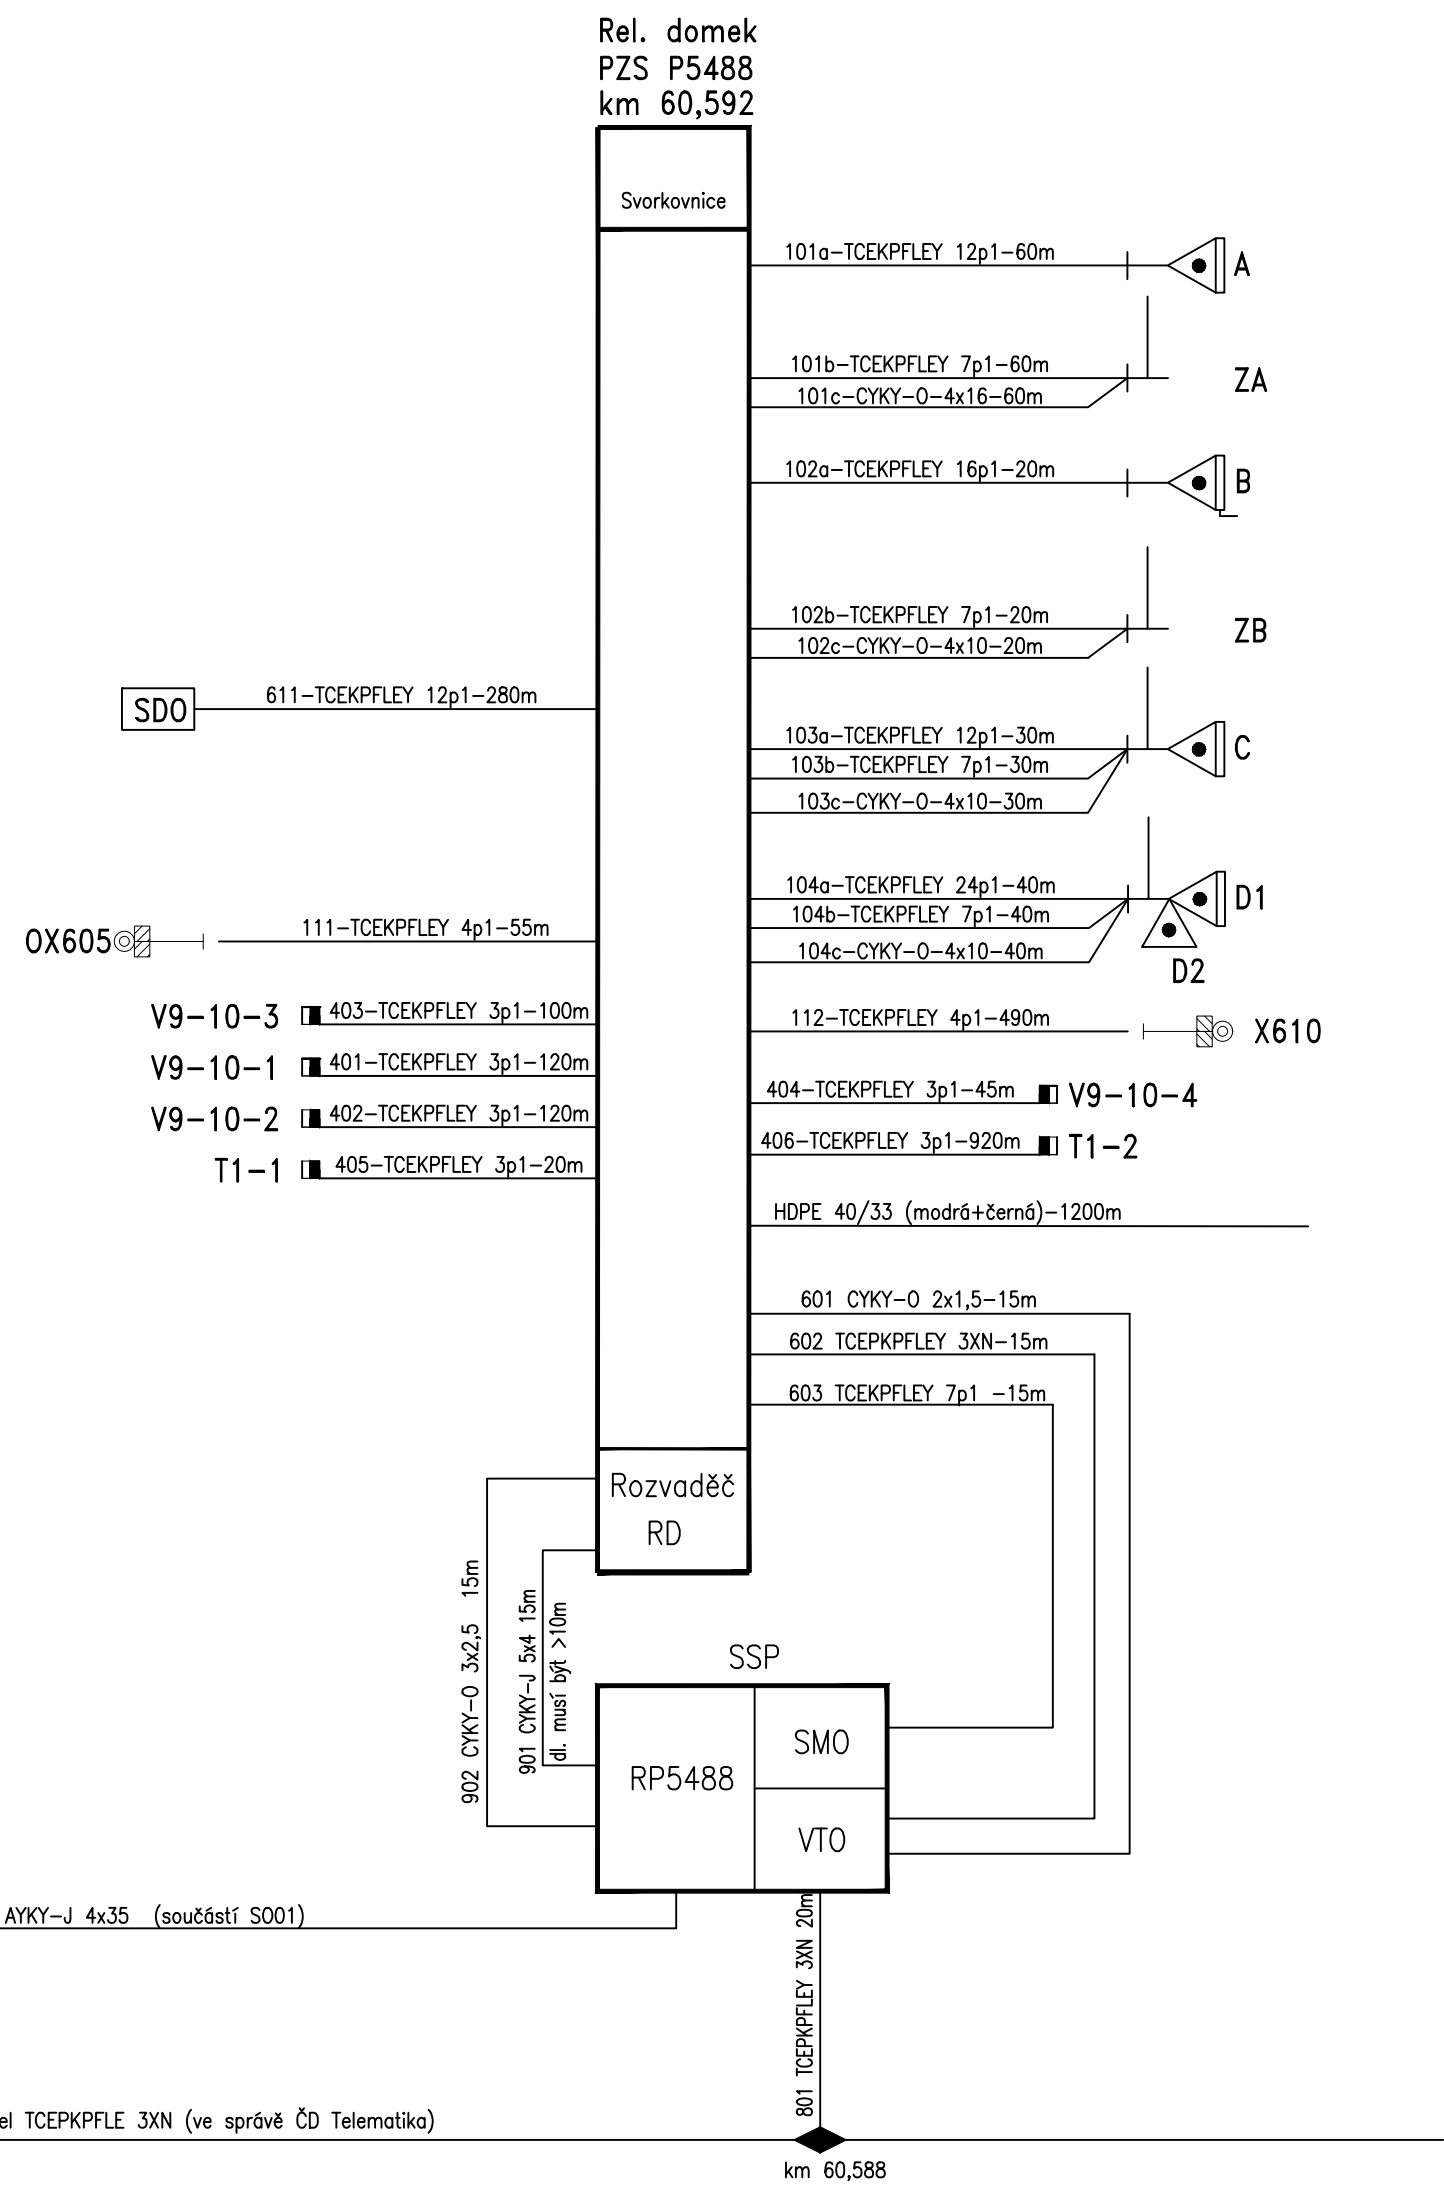 Rel. domek
PZS P5488
km 60,592
Svorkovnice
101a-TCEKPFLEY 12p1-60m
A
101b-TCEKPFLEY 7p1-60m
ZA
101c-CYKY-O-4x16-60m
102a-TCEKPFLEY 16p1-20m
B
102b-TCEKPFLEY 7p1-20m
ZB
102c-CYKY-O-4x10-20m
SDO
611-TCEKPFLEY 12p1-280m
103a-TCEKPFLEY 12p1-30m
C
103b-TCEKPFLEY 7p1-30m
103c-CYKY-O-4x10-30m
104a-TCEKPFLEY 24p1-40m
D1
104b-TCEKPFLEY 7p1-40m
104c-CYKY-O-4x10-40m
D2
OX605
111-TCEKPFLEY 4p1-55m
V9-10-3
403-TCEKPFLEY 3p1-100m
112-TCEKPFLEY 4p1-490m
X610
V9-10-1
401-TCEKPFLEY 3p1-120m
404-TCEKPFLEY 3p1-45m
V9-10-4
V9-10-2
402-TCEKPFLEY 3p1-120m
406-TCEKPFLEY 3p1-920m
T1-2
T1-1
405-TCEKPFLEY 3p1-20m
HDPE 40/33 (modrá+černá)-1200m
601 CYKY-O 2x1,5-15m
602 TCEPKPFLEY 3XN-15m
603 TCEKPFLEY 7p1 -15m
Rozvaděč
RD
902 CYKY-O 3x2,5 15m
901 CYKY-J 5x4 15m
dl. musí být >10m
SSP
SMO
RP5488
VTO
AYKY-J 4x35 (součástí SO01)
801 TCEPKPFLEY 3XN 20m
el TCEPKPFLE 3XN (ve správě ČD Telematika)
km 60,588